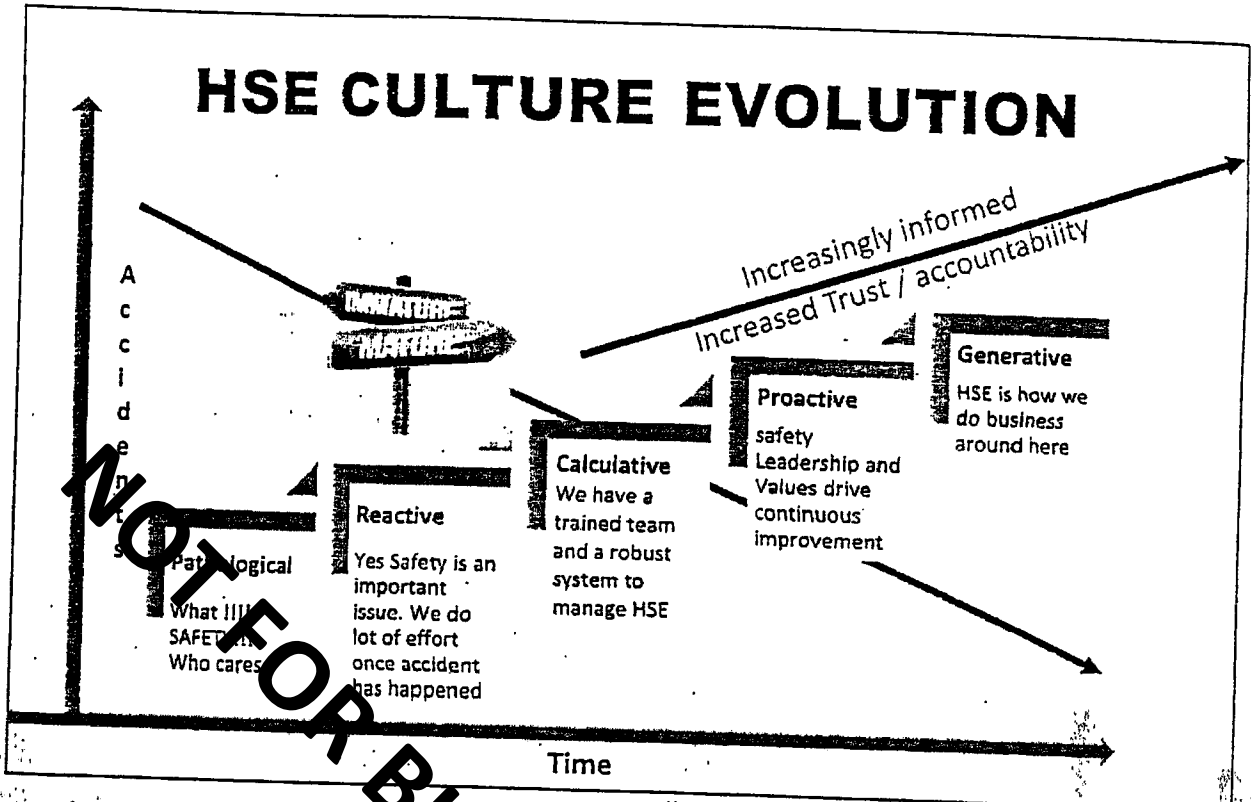 HSE CULTURE EVOLUTION
Increasingly informed
Increased Trust / accountability
Accidents
IMMATURE
MATURE
Generative
HSE is how we
do business
around here
Proactive
safety
Leadership and
Values drive
continuous
improvement
Calculative
We have a
trained team
and a robust
system to
manage HSE
Reactive
Yes Safety is an
important
issue. We do
lot of effort
once accident
has happened
Pathological
What !!!!
SAFETY
Who cares
Time
NOT FOR